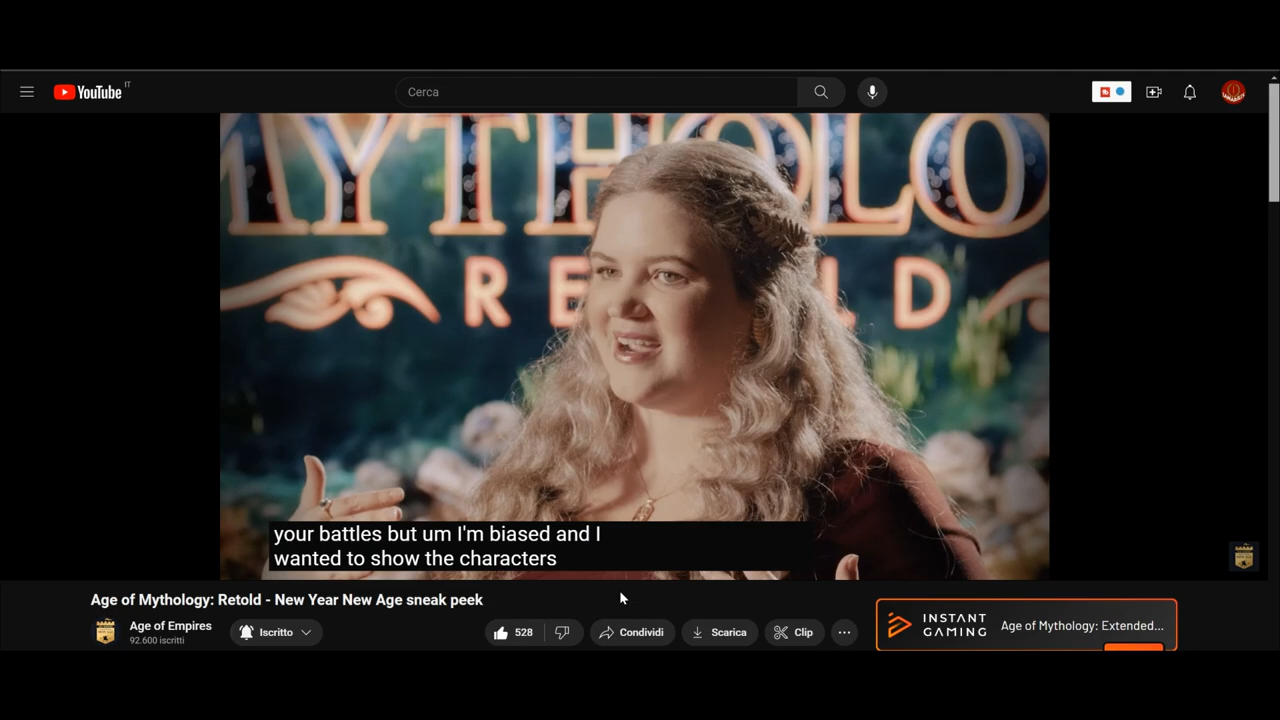 YouTube IT
Cerca
MYTHOLO
RE LD
your battles but um I'm biased and I
wanted to show the characters
Age of Mythology: Retold - New Year New Age sneak peek
Age of Empires
92.600 iscritti
Iscritto
528
Condividi
Scarica
Clip
INSTANT
GAMING
Age of Mythology: Extended...